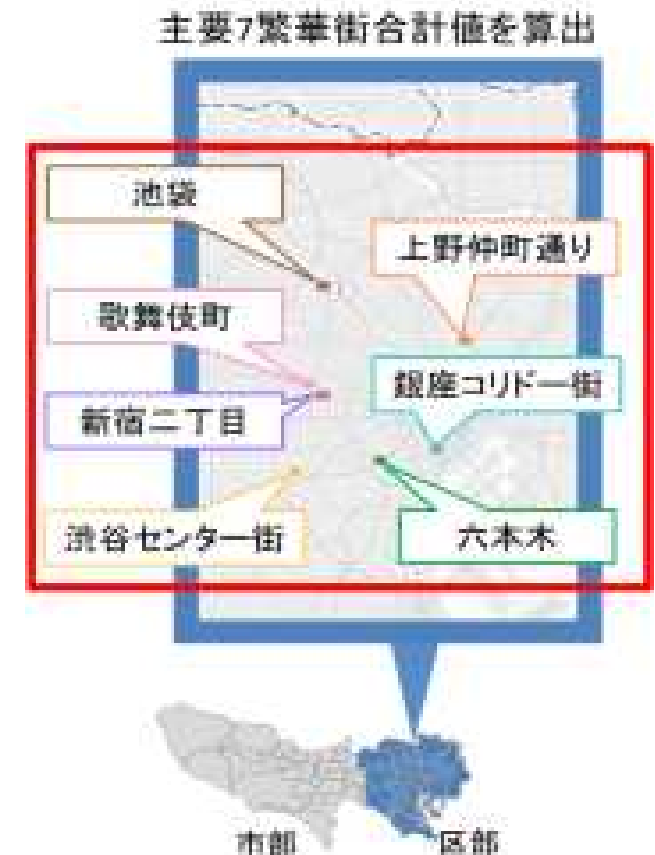 主要7繁華街合計値を算出
池袋
上野仲町通り
歌舞伎町
銀座コリドー街
新宿二丁目
渋谷センター街
六本木
市部
区部